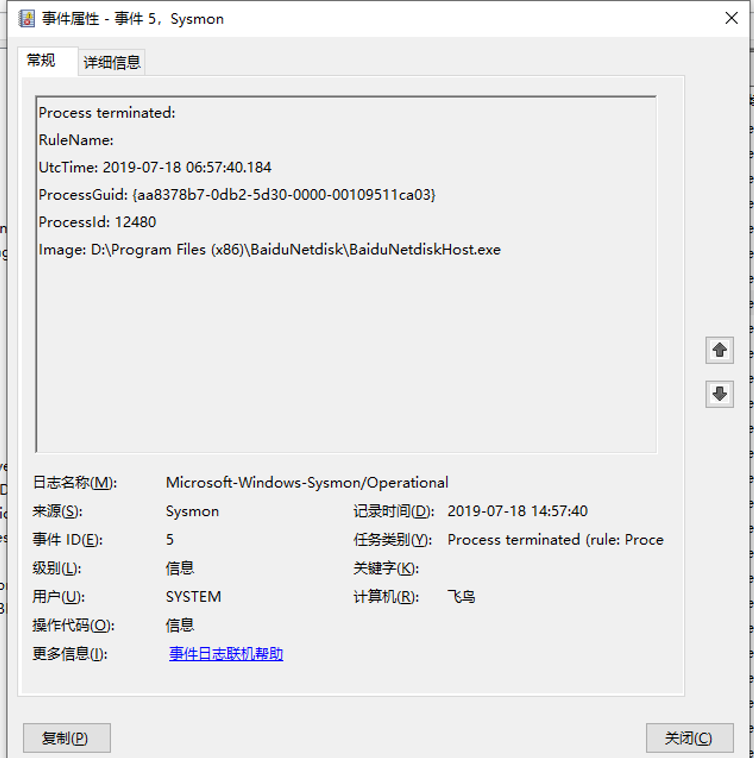 事件属性 - 事件 5，Sysmon
常规 详细信息
Process terminated:
RuleName:
UtcTime: 2019-07-18 06:57:40.184
ProcessGuid: {aa8378b7-0db2-5d30-0000-00109511ca03}
ProcessId: 12480
Image: D:\Program Files (x86)\BaiduNetdisk\BaiduNetdiskHost.exe
日志名称(M): Microsoft-Windows-Sysmon/Operational
来源(S): Sysmon 记录时间(D): 2019-07-18 14:57:40
事件 ID(E): 5 任务类别(Y): Process terminated (rule: Proce
级别(L): 信息 关键字(K):
用户(U): SYSTEM 计算机(R): 飞鸟
操作代码(O): 信息
更多信息(I): 事件日志联机帮助
复制(P) 关闭(C)